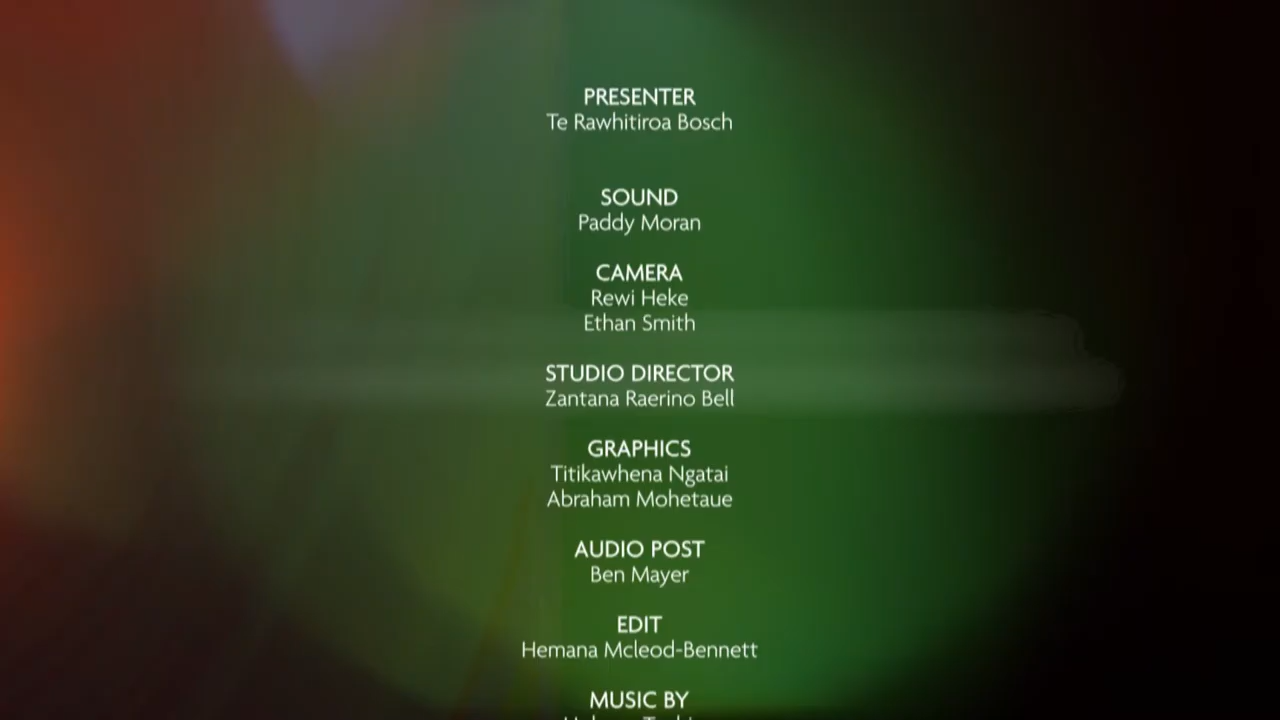 PRESENTER
Te Rawhitiroa Bosch
SOUND
Paddy Moran
CAMERA
Rewi Heke
Ethan Smith
STUDIO DIRECTOR
Zantana Raerino Bell
GRAPHICS
Titikawhena Ngatai
Abraham Mohetaue
AUDIO POST
Ben Mayer
EDIT
Hemana Mcleod-Bennett
MUSIC BY